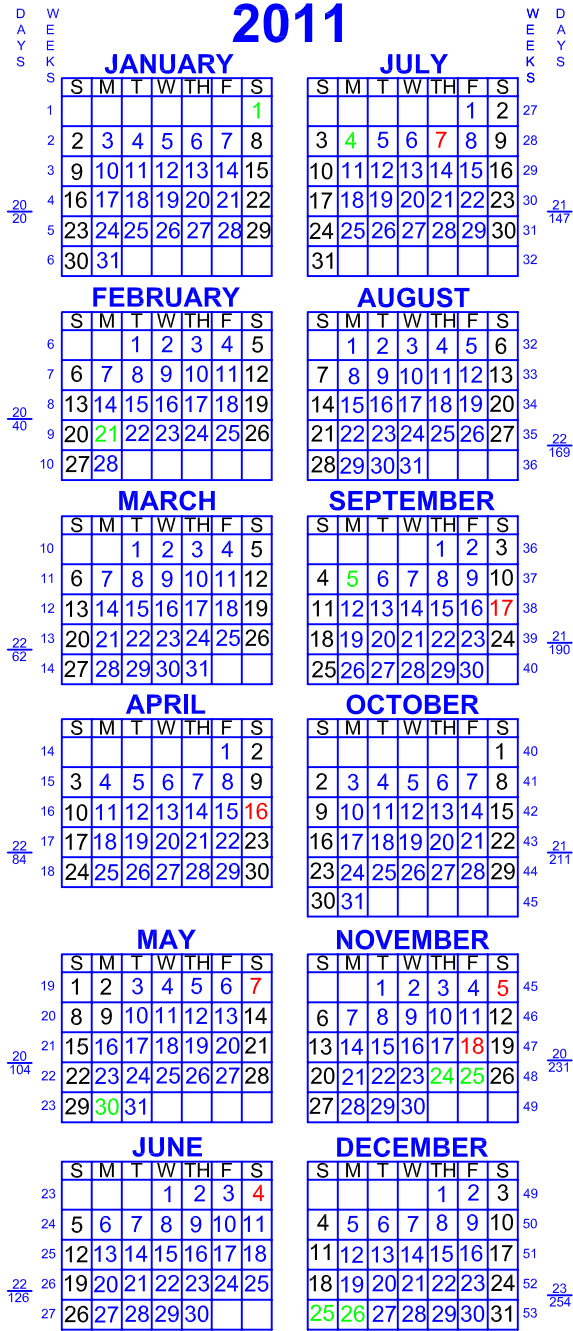 2011
DAYS
WEEKS
JANUARY
S M T W TH F S
1 1
2 2 3 4 5 6 7 8
3 9 10 11 12 13 14 15
4 16 17 18 19 20 21 22
20
20
5 23 24 25 26 27 28 29
6 30 31
FEBRUARY
S M T W TH F S
6 1 2 3 4 5
7 6 7 8 9 10 11 12
8 13 14 15 16 17 18 19
20
40
9 20 21 22 23 24 25 26
10 27 28
MARCH
S M T W TH F S
10 1 2 3 4 5
11 6 7 8 9 10 11 12
12 13 14 15 16 17 18 19
13 20 21 22 23 24 25 26
22
62
14 27 28 29 30 31
APRIL
S M T W TH F S
14 1 2
15 3 4 5 6 7 8 9
16 10 11 12 13 14 15 16
17 17 18 19 20 21 22 23
22
84
18 24 25 26 27 28 29 30
MAY
S M T W TH F S
19 1 2 3 4 5 6 7
20 8 9 10 11 12 13 14
21 15 16 17 18 19 20 21
20
104
22 22 23 24 25 26 27 28
23 29 30 31
JUNE
S M T W TH F S
23 1 2 3 4
24 5 6 7 8 9 10 11
25 12 13 14 15 16 17 18
26 19 20 21 22 23 24 25
22
126
27 26 27 28 29 30
WEEKS
DAYS
JULY
S M T W TH F S
1 2 27
3 4 5 6 7 8 9 28
10 11 12 13 14 15 16 29
17 18 19 20 21 22 23 30
21
147
24 25 26 27 28 29 30 31
31 32
AUGUST
S M T W TH F S
1 2 3 4 5 6 32
7 8 9 10 11 12 13 33
14 15 16 17 18 19 20 34
21 22 23 24 25 26 27 35
22
169
28 29 30 31 36
SEPTEMBER
S M T W TH F S
1 2 3 36
4 5 6 7 8 9 10 37
11 12 13 14 15 16 17 38
18 19 20 21 22 23 24 39
21
190
25 26 27 28 29 30 40
OCTOBER
S M T W TH F S
1 40
2 3 4 5 6 7 8 41
9 10 11 12 13 14 15 42
16 17 18 19 20 21 22 43
21
211
23 24 25 26 27 28 29 44
30 31 45
NOVEMBER
S M T W TH F S
1 2 3 4 5 45
6 7 8 9 10 11 12 46
13 14 15 16 17 18 19 47
20
231
20 21 22 23 24 25 26 48
27 28 29 30 49
DECEMBER
S M T W TH F S
1 2 3 49
4 5 6 7 8 9 10 50
11 12 13 14 15 16 17 51
18 19 20 21 22 23 24 52
23
254
25 26 27 28 29 30 31 53